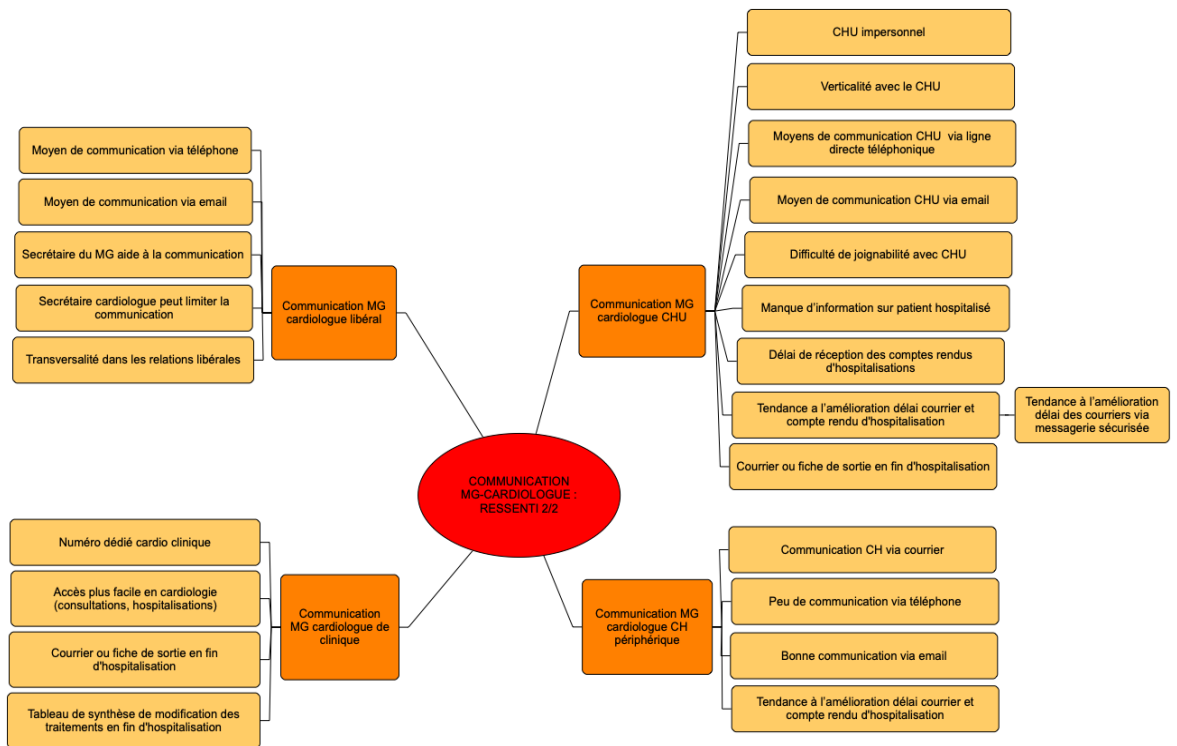 COMMUNICATION
MG-CARDIOLOGUE :
RESSENTI 2/2
Communication MG
cardiologue libéral
Moyen de communication via téléphone
Moyen de communication via email
Secrétaire du MG aide à la communication
Secrétaire cardiologue peut limiter la
communication
Transversalité dans les relations libérales
Communication MG
cardiologue CHU
CHU impersonnel
Verticalité avec le CHU
Moyens de communication CHU  via ligne
directe téléphonique
Moyen de communication CHU via email
Difficulté de joignabilité avec CHU
Manque d'information sur patient hospitalisé
Délai de réception des comptes rendus
d'hospitalisations
Tendance a l'amélioration délai courrier et
compte rendu d'hospitalisation
Tendance à l'amélioration
délai des courriers via
messagerie sécurisée
Courrier ou fiche de sortie en fin d'hospitalisation
Communication
MG cardiologue de
clinique
Numéro dédié cardio clinique
Accès plus facile en cardiologie
(consultations, hospitalisations)
Courrier ou fiche de sortie en fin
d'hospitalisation
Tableau de synthèse de modification des
traitements en fin d'hospitalisation
Communication MG
cardiologue CH
périphérique
Communication CH via courrier
Peu de communication via téléphone
Bonne communication via email
Tendance à l'amélioration délai courrier et
compte rendu d'hospitalisation